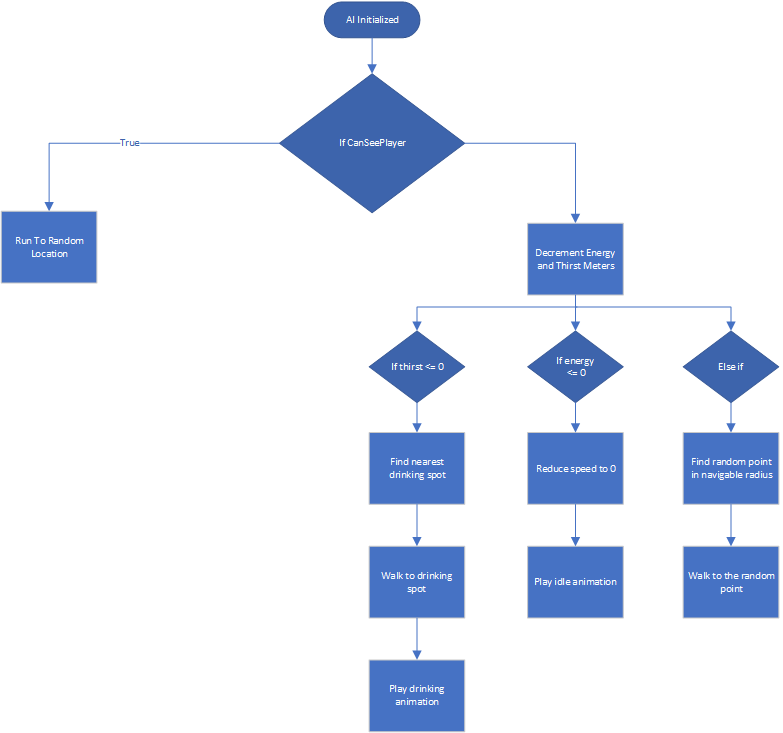 AI Initialized
If CanSeePlayer
True
Run To Random
Location
Decrement Energy
and Thirst Meters
If thirst <= 0
If energy
<= 0
Else if
Find nearest
drinking spot
Reduce speed to 0
Find random point
in navigable radius
Walk to drinking
spot
Play idle animation
Walk to the random
point
Play drinking
animation